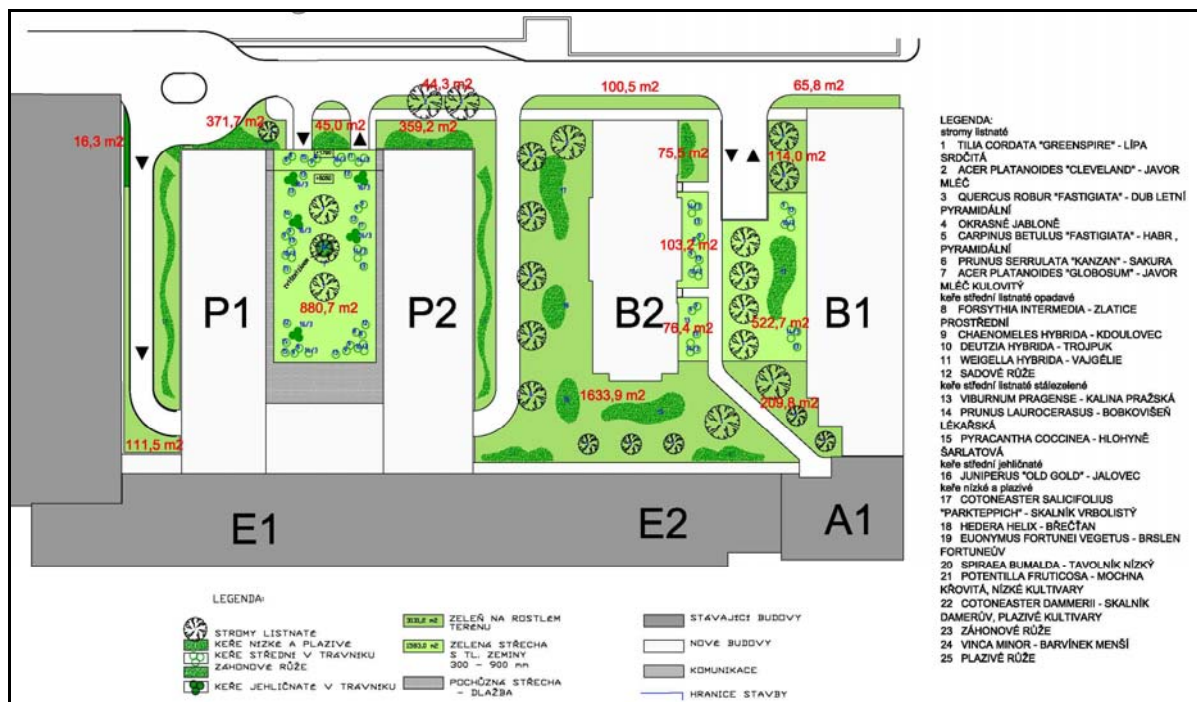 44,3 m2
100,5 m2
65,8 m2
16,3 m2
371,7 m2
45,0 m2
359,2 m2
75,5 m2
114,0 m2
103,2 m2
P1
880,7 m2
P2
B2
76,4 m2
522,7 m2
B1
1633,9 m2
209,8 m2
111,5 m2
E1
E2
A1
LEGENDA:
stromy listnaté
1 TILIA CORDATA "GREENSPIRE" - LÍPA
SRDČITÁ
2 ACER PLATANOIDES "CLEVELAND" - JAVOR
MLÉČ
3 QUERCUS ROBUR "FASTIGIATA" - DUB LETNÍ
PYRAMIDÁLNÍ
4 OKRASNÉ JABLONĚ
5 CARPINUS BETULUS "FASTIGIATA" - HABR ,
PYRAMIDÁLNÍ
6 PRUNUS SERRULATA "KANZAN" - SAKURA
7 ACER PLATANOIDES "GLOBOSUM" - JAVOR
MLÉČ KULOVITÝ
keře střední listnaté opadavé
8 FORSYTHIA INTERMEDIA - ZLATICE
PROSTŘEDNÍ
9 CHAENOMELES HYBRIDA - KDOULOVEC
10 DEUTZIA HYBRIDA - TROJPUK
11 WEIGELLA HYBRIDA - VAJGÉLIE
12 SADOVÉ RŮŽE
keře střední listnaté stálezelené
13 VIBURNUM PRAGENSE - KALINA PRAŽSKÁ
14 PRUNUS LAUROCERASUS - BOBKOVIŠEŇ
LÉKAŘSKÁ
15 PYRACANTHA COCCINEA - HLOHYNĚ
ŠARLATOVÁ
keře střední jehličnaté
16 JUNIPERUS "OLD GOLD" - JALOVEC
keře nízké a plazivé
17 COTONEASTER SALICIFOLIUS
"PARKTEPPICH" - SKALNÍK VRBOLISTÝ
18 HEDERA HELIX - BŘEČŤAN
19 EUONYMUS FORTUNEI VEGETUS - BRSLEN
FORTUNEŮV
20 SPIRAEA BUMALDA - TAVOLNÍK NÍZKÝ
21 POTENTILLA FRUTICOSA - MOCHNA
KŘOVITÁ, NÍZKÉ KULTIVARY
22 COTONEASTER DAMMERII - SKALNÍK
DAMERŮV, PLAZIVÉ KULTIVARY
23 ZÁHONOVÉ RŮŽE
24 VINCA MINOR - BARVÍNEK MENŠÍ
25 PLAZIVÉ RŮŽE
LEGENDA:
STROMY LISTNATÉ
KEŘE NÍZKÉ A PLAZIVÉ
KEŘE STŘEDNÍ V TRÁVNÍKU
ZÁHONOVÉ RŮŽE
KEŘE JEHLIČNATÉ V TRÁVNÍKU
ZELEŇ NA ROSTLÉM
TERÉNU
ZELENÁ STŘECHA
S TL. ZEMINY
300 - 900 mm
POCHŮZNÁ STŘECHA
- DLAŽBA
STÁVAJÍCÍ BUDOVY
NOVÉ BUDOVY
KOMUNIKACE
HRANICE STAVBY